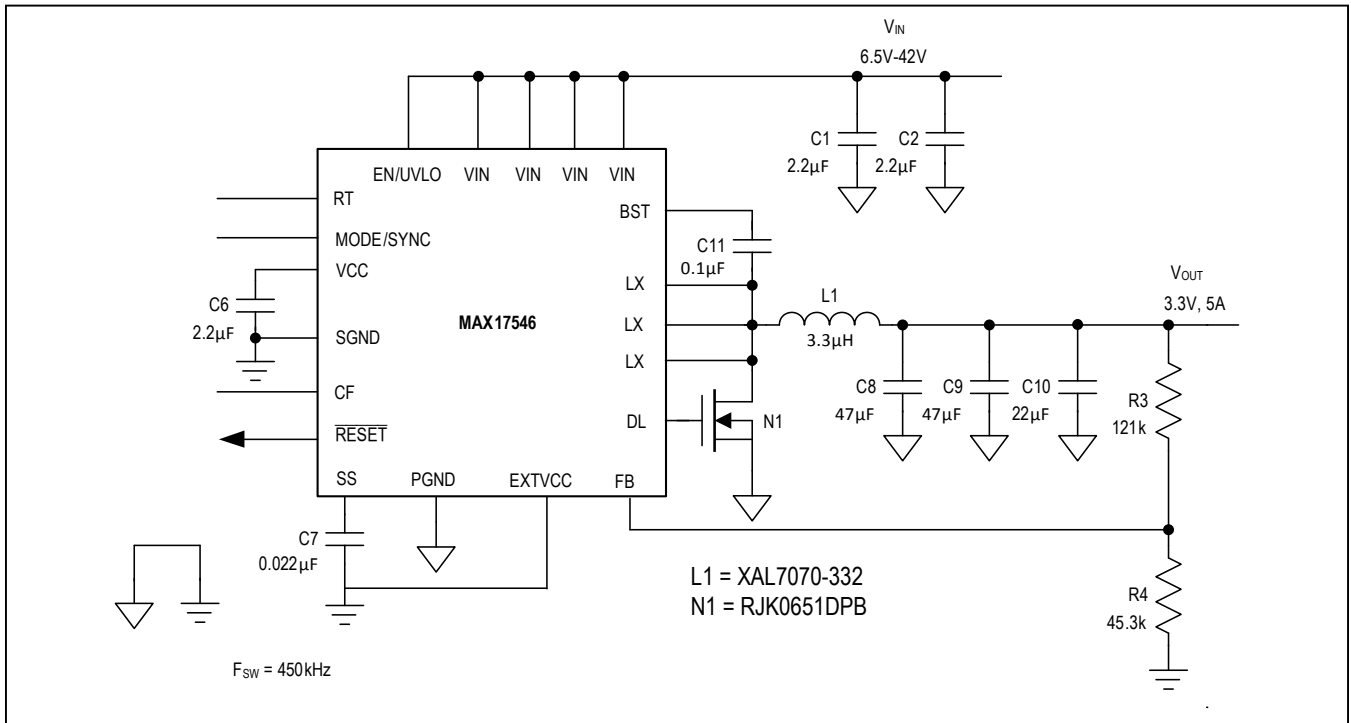 VIN
6.5V-42V
C1
2.2µF
C2
2.2µF
EN/UVLO VIN VIN VIN VIN
RT
MODE/SYNC
VCC
SGND
CF
RESET
MAX17546
BST
LX
LX
LX
DL
SS PGND EXTVCC FB
C6
2.2µF
C11
0.1µF
L1
3.3µH
VOUT
3.3V, 5A
C8
47µF
C9
47µF
C10
22µF
N1
R3
121k
R4
45.3k
C7
0.022µF
L1 = XAL7070-332
N1 = RJK0651DPB
FSW = 450kHz